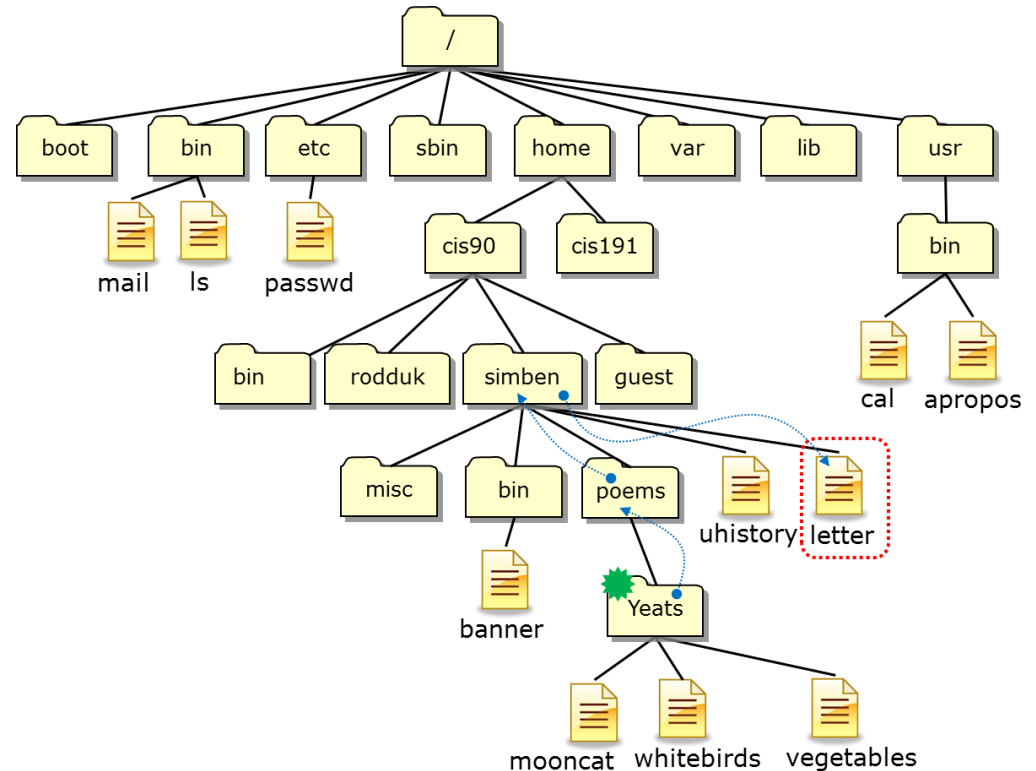 /
boot
bin
etc
sbin
home
var
lib
usr
mail
ls
passwd
cis90
cis191
bin
cal
apropos
bin
rodduk
simben
guest
misc
bin
poems
uhistory
letter
banner
Yeats
mooncat
whitebirds
vegetables